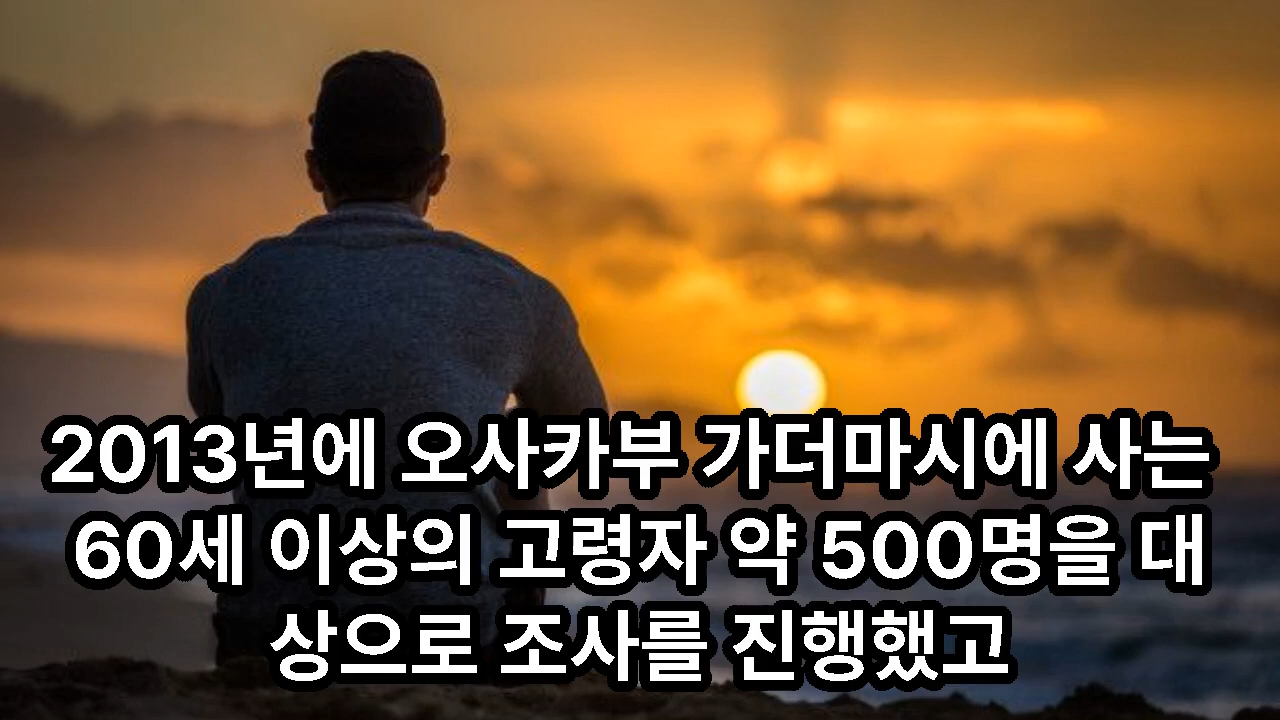 2013년에 오사카부 가더마시에 사는
60세 이상의 고령자 약 500명을 대
상으로 조사를 진행했고